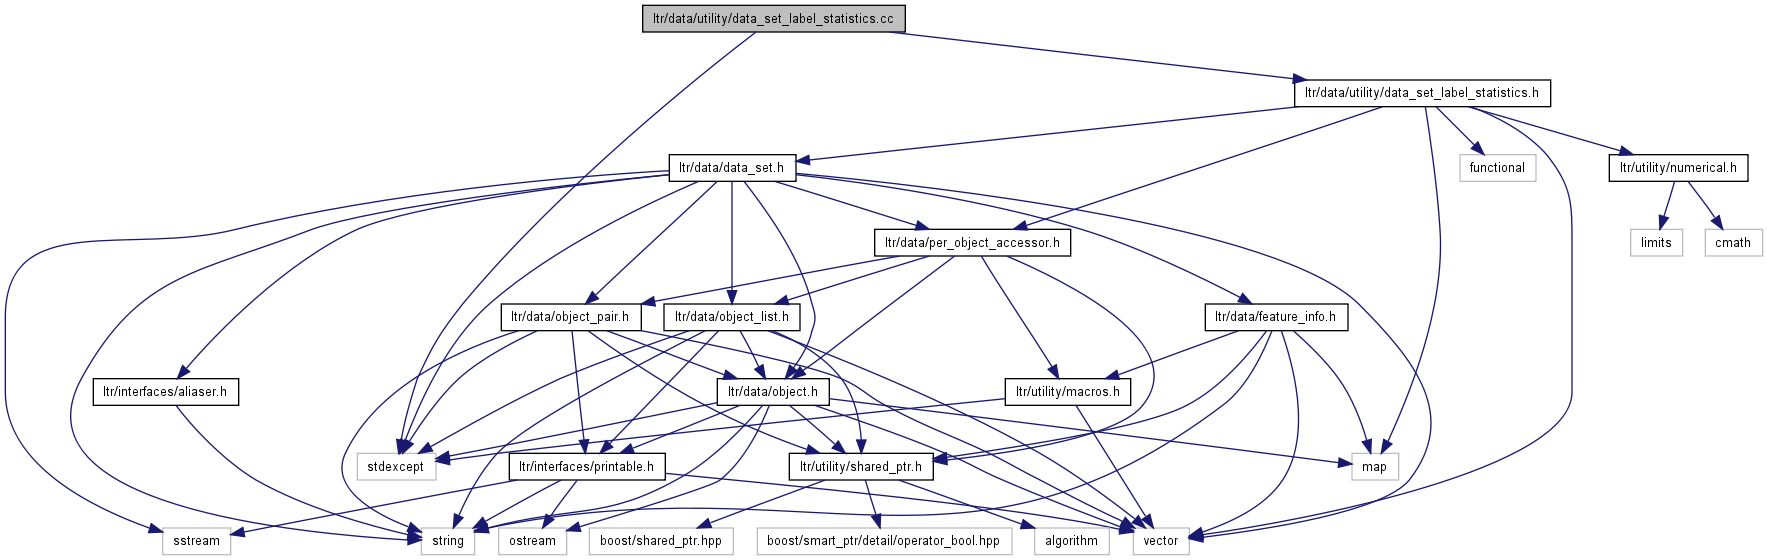 ltr/data/utility/data_set_label_statistics.cc
ltr/data/utility/data_set_label_statistics.h
ltr/data/data_set.h
functional
ltr/utility/numerical.h
ltr/data/per_object_accessor.h
limits
cmath
ltr/data/object_pair.h
ltr/data/object_list.h
ltr/data/feature_info.h
ltr/interfaces/aliaser.h
ltr/data/object.h
ltr/utility/macros.h
stdexcept
ltr/interfaces/printable.h
ltr/utility/shared_ptr.h
map
sstream
string
ostream
boost/shared_ptr.hpp
boost/smart_ptr/detail/operator_bool.hpp
algorithm
vector